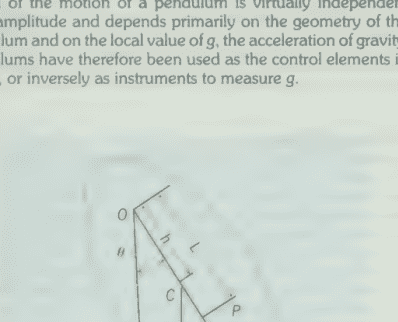 of the motion of a pendulum is virtually independen
amplitude and depends primarily on the geometry of th
lum and on the local value of g, the acceleration of gravity
lums have therefore been used as the control elements i
, or inversely as instruments to measure g.
O
h
L
θ
C
P